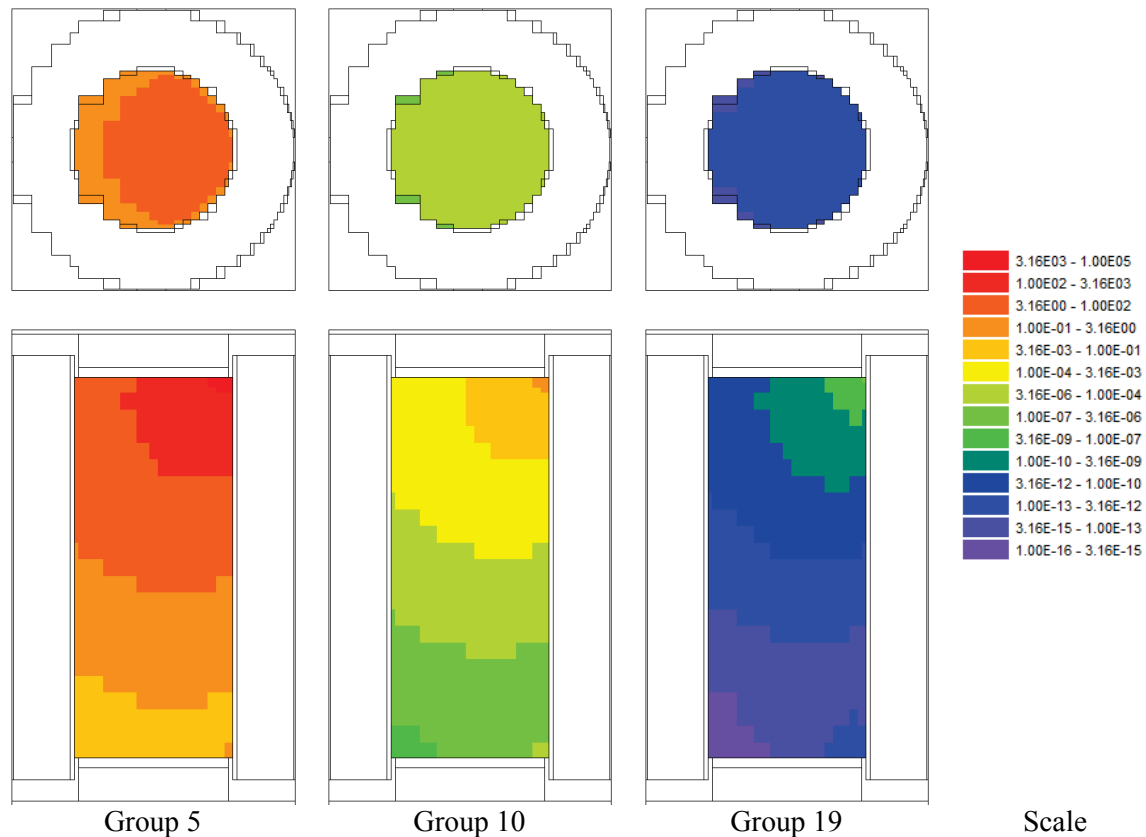 3.16E03 - 1.00E05
1.00E02 - 3.16E03
3.16E00 - 1.00E02
1.00E-01 - 3.16E00
3.16E-03 - 1.00E-01
1.00E-04 - 3.16E-03
3.16E-06 - 1.00E-04
1.00E-07 - 3.16E-06
3.16E-09 - 1.00E-07
1.00E-10 - 3.16E-09
3.16E-12 - 1.00E-10
1.00E-13 - 3.16E-12
3.16E-15 - 1.00E-13
1.00E-16 - 3.16E-15
Group 5 Group 10 Group 19 Scale